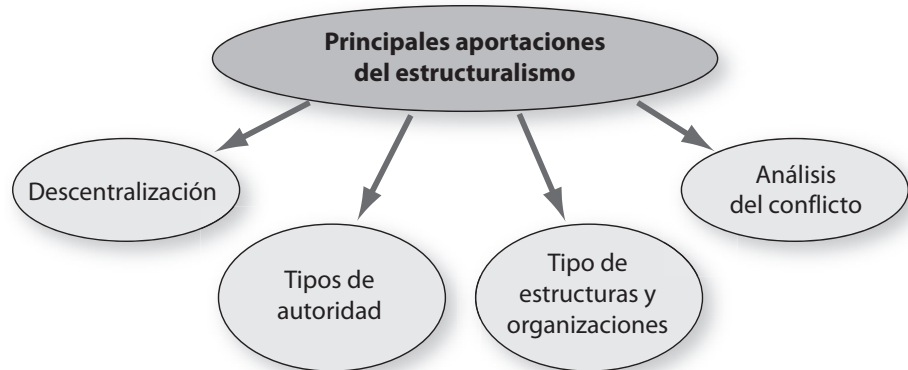 Principales aportaciones
del estructuralismo
Descentralización
Tipos de
autoridad
Tipo de
estructuras y
organizaciones
Análisis
del conflicto